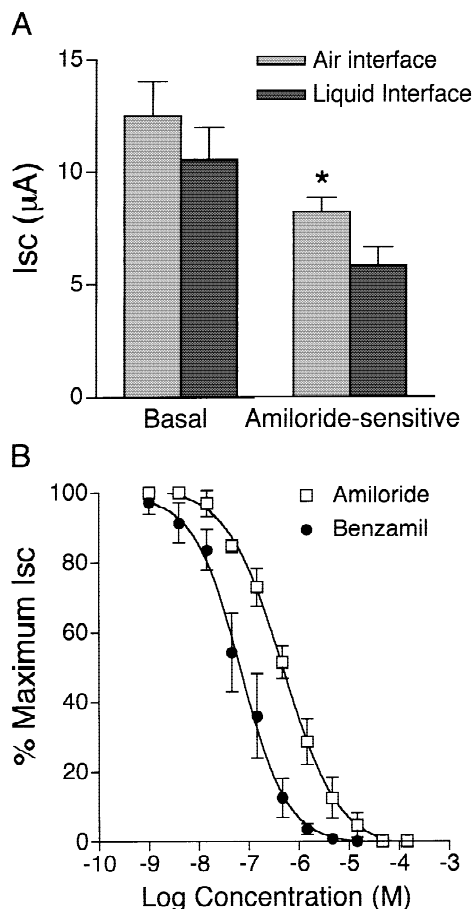 A
Air interface
Liquid Interface
Isc (μA)
15
10
5
0
*
Basal
Amiloride-sensitive
B
Amiloride
Benzamil
% Maximum Isc
100
80
60
40
20
0
-10 -9 -8 -7 -6 -5 -4 -3
Log Concentration (M)